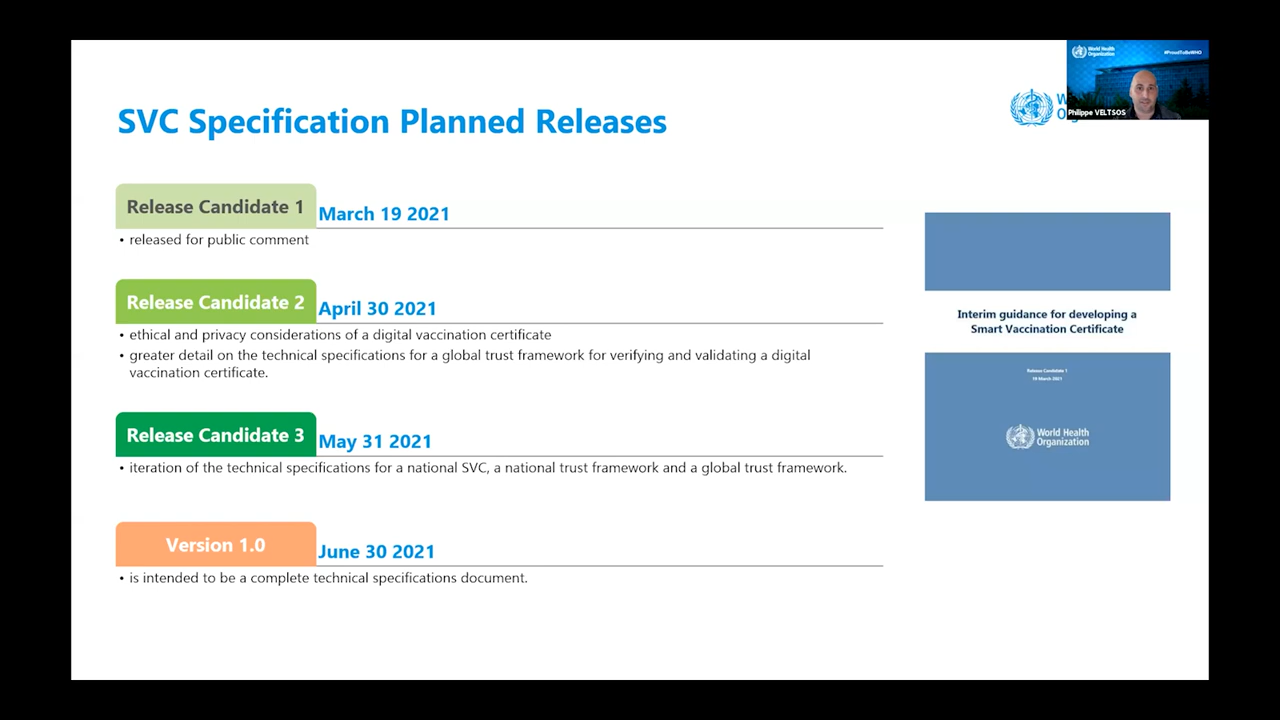 World Health
Organization
#ProudToBeWHO
Philippe VELTSOS
SVC Specification Planned Releases
Release Candidate 1
March 19 2021
• released for public comment
Release Candidate 2
April 30 2021
• ethical and privacy considerations of a digital vaccination certificate
• greater detail on the technical specifications for a global trust framework for verifying and validating a digital
vaccination certificate.
Release Candidate 3
May 31 2021
• iteration of the technical specifications for a national SVC, a national trust framework and a global trust framework.
Version 1.0
June 30 2021
• is intended to be a complete technical specifications document.
Interim guidance for developing a
Smart Vaccination Certificate
Release Candidate 1
19 March 2021
World Health
Organization